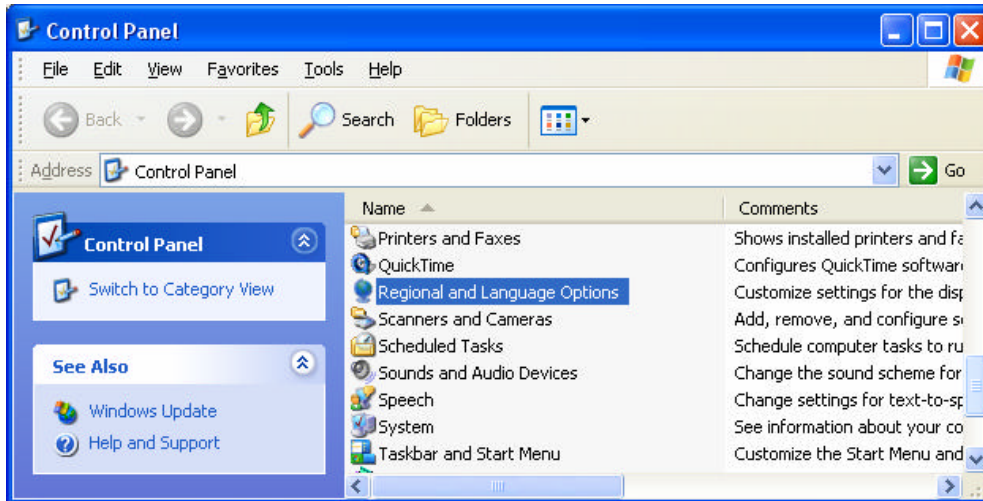 Control Panel
File Edit View Favorites Tools Help
Back Search Folders
Address Control Panel Go
Control Panel
Switch to Category View
See Also
Windows Update
Help and Support
Name Comments
Printers and Faxes Shows installed printers and fa
QuickTime Configures QuickTime softwar
Regional and Language Options Customize settings for the disp
Scanners and Cameras Add, remove, and configure s
Scheduled Tasks Schedule computer tasks to ru
Sounds and Audio Devices Change the sound scheme for
Speech Change settings for text-to-sp
System See information about your co
Taskbar and Start Menu Customize the Start Menu and